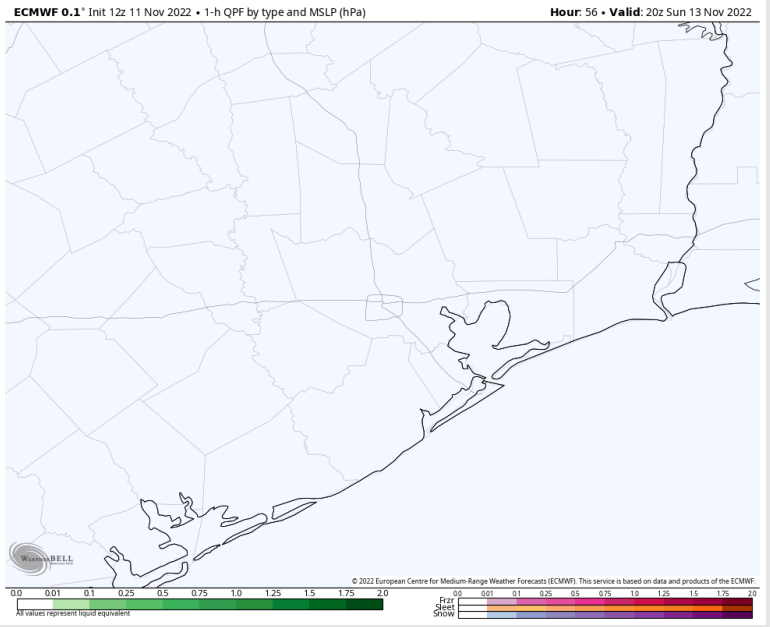 ECMWF 0.1° Init 12z 11 Nov 2022 • 1-h QPF by type and MSLP (hPa)
Hour: 56 • Valid: 20z Sun 13 Nov 2022
WEATHERBELL
© 2022 European Centre for Medium-Range Weather Forecasts (ECMWF). This service is based on data and products of the ECMWF.
0.0 0.01 0.1 0.25 0.5 0.75 1.0 1.25 1.5 1.75 2.0
All values represent liquid equivalent
0.0 0.01 0.1 0.25 0.5 0.75 1.0 1.25 1.5 1.75 2.0
Frzr
Sleet
Snow